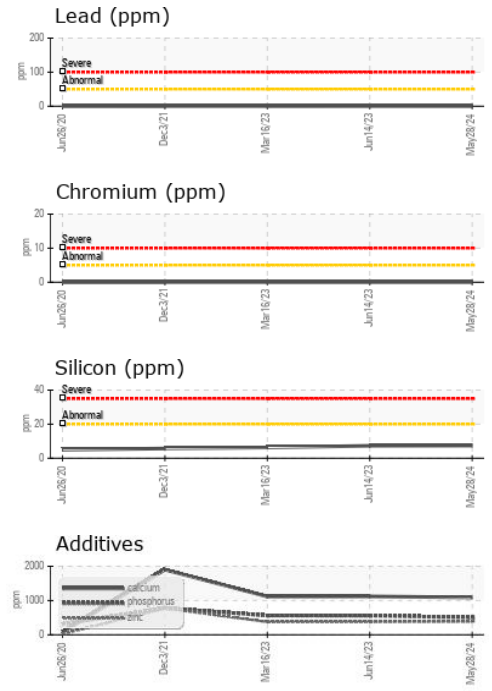 Lead (ppm)
200
100
0
ppm
Severe
Abnormal
Jun26/20
Dec3/21
Mar16/23
Jun14/23
May28/24
Chromium (ppm)
20
10
0
ppm
Severe
Abnormal
Jun26/20
Dec3/21
Mar16/23
Jun14/23
May28/24
Silicon (ppm)
40
20
0
ppm
Severe
Abnormal
Jun26/20
Dec3/21
Mar16/23
Jun14/23
May28/24
Additives
2000
1000
0
ppm
calcium
phosphorus
zinc
Jun26/20
Dec3/21
Mar16/23
Jun14/23
May28/24